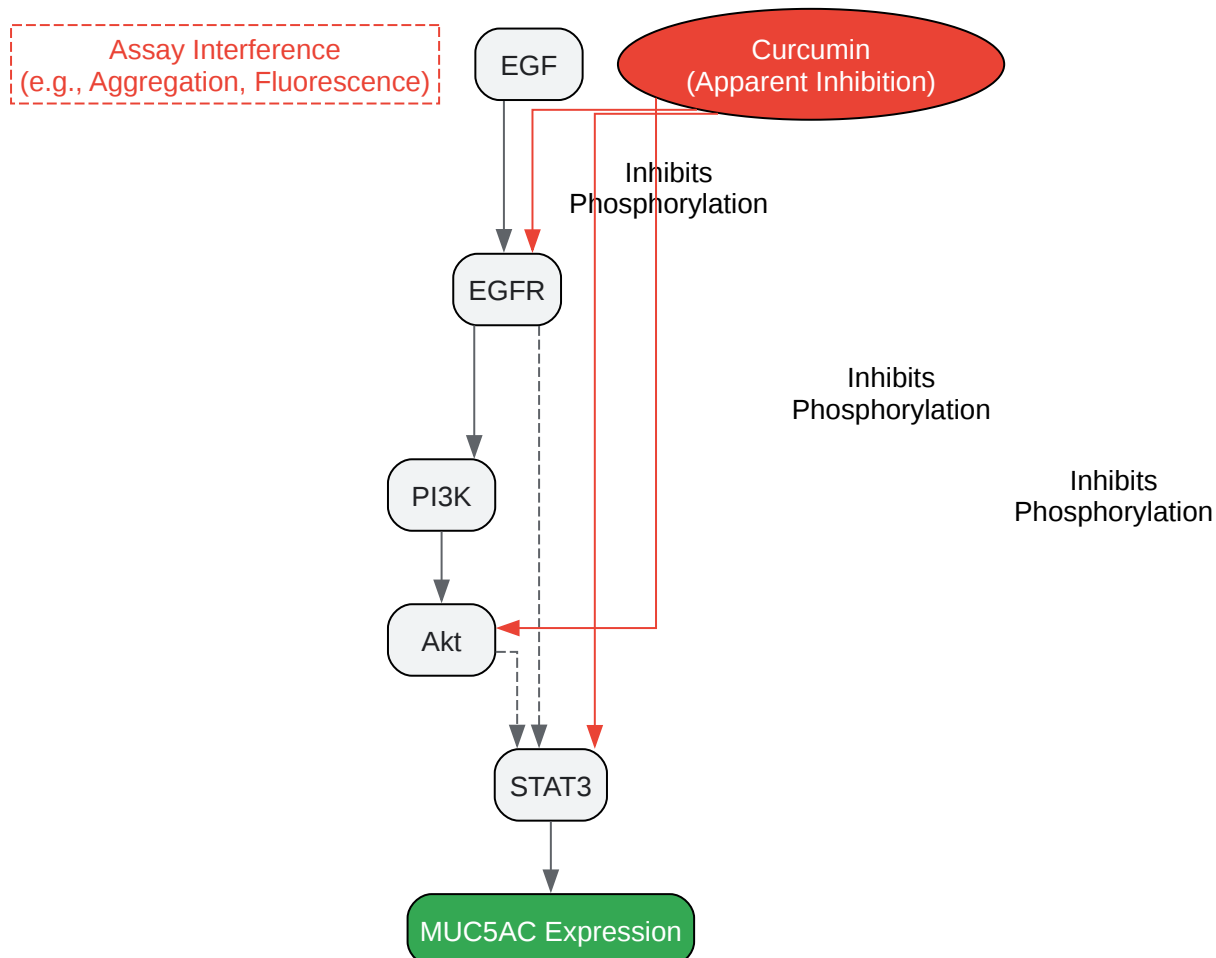 Assay Interference
(e.g., Aggregation, Fluorescence)
EGF
Curcumin
(Apparent Inhibition)
Inhibits
Phosphorylation
EGFR
Inhibits
Phosphorylation
PI3K
Inhibits
Phosphorylation
Akt
STAT3
MUC5AC Expression